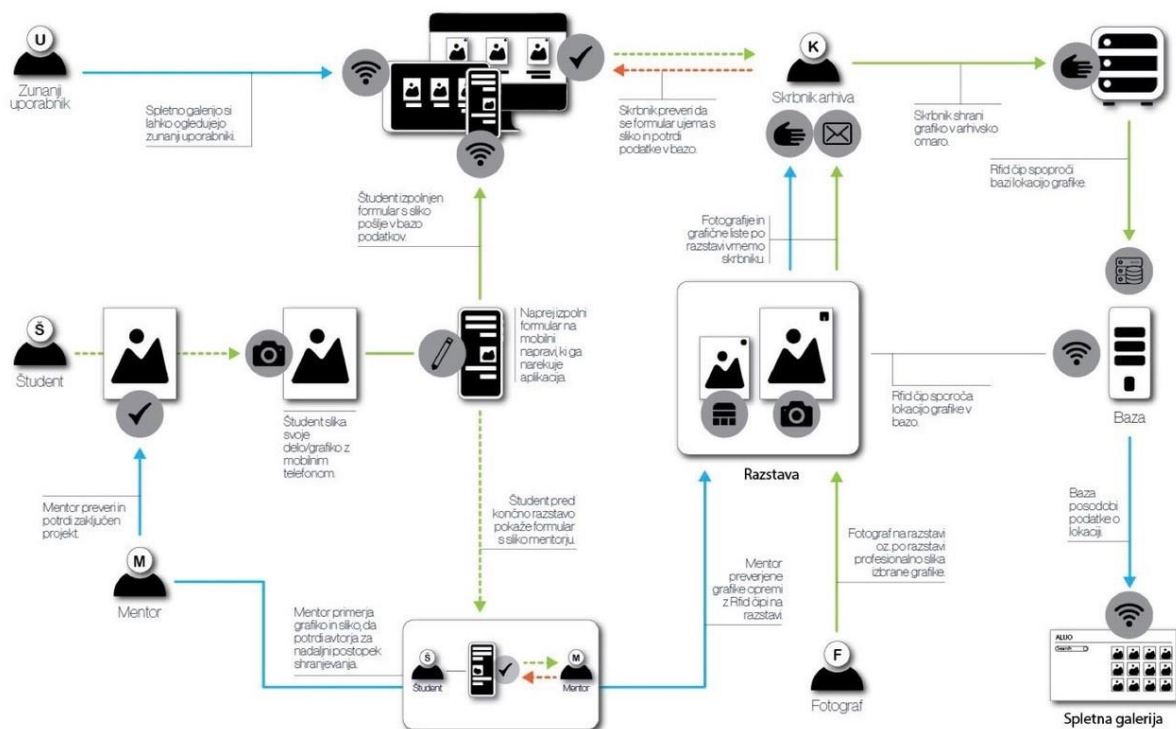 U
Zunanji
uporabnik
Spletno galerijo si
lahko ogledujejo
zunanji uporabniki.
Skrbnik preveri da
se formular ujema s
sliko in potrdi
podatke v bazo.
K
Skrbnik arhiva
Skrbnik shrani
grafiko v arhivsko
omaro.
Rfid čip spoproči
bazi lokacijo grafike.
Študent izpolnjen
formular s sliko
pošlje v bazo
podatkov.
Fotografije in
grafične liste po
razstavi vrnemo
skrbniku.
Š
Študent
Študent slika
svoje
delo/grafiko z
mobilnim
telefonom.
Naprej izpolni
formular na
mobilni
napravi, ki ga
narekuje
aplikacija.
Razstava
Rfid čip sporoča
lokacijo grafike v
bazo.
Baza
Mentor preveri in
potrdi zaključen
projekt.
M
Mentor
Študent pred
končno razstavo
pokaže formular
s sliko mentorju.
Mentor primerja
grafiko in sliko, da
potrdi avtorja za
nadaljni postopek
shranjevanja.
Š
Študent
M
Mentor
Mentor
preverjene
grafike opremi
z Rfid čipi na
razstavi.
Fotograf na razstavi
oz. po razstavi
profesionalno slika
izbrane grafike.
F
Fotograf
Baza
posodobi
podatke o
lokaciji.
ALUO
Search
Spletna galerija